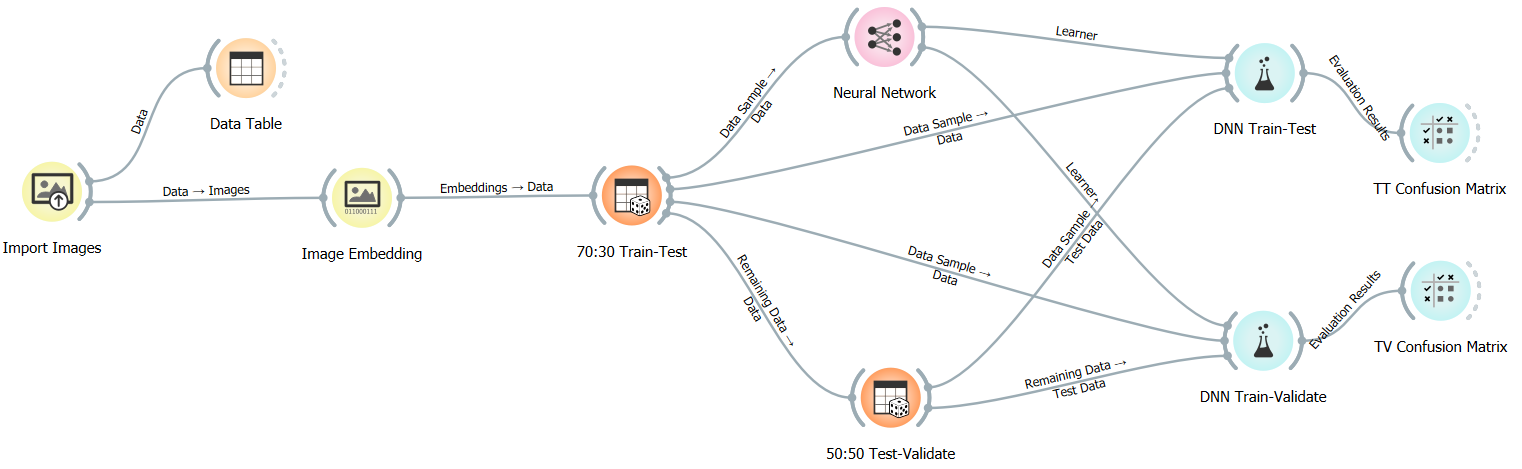 Data
Data Table
Import Images
Data → Images
Image Embedding
011000111
Embeddings → Data
70:30 Train-Test
Data Sample →
Data
Neural Network
Learner
Data Sample →
Data
Data Sample →
Data
Remaining Data →
Data
50:50 Test-Validate
Learner
Data Sample →
Test Data
Remaining Data →
Test Data
DNN Train-Test
Evaluation Results
TT Confusion Matrix
DNN Train-Validate
Evaluation Results
TV Confusion Matrix